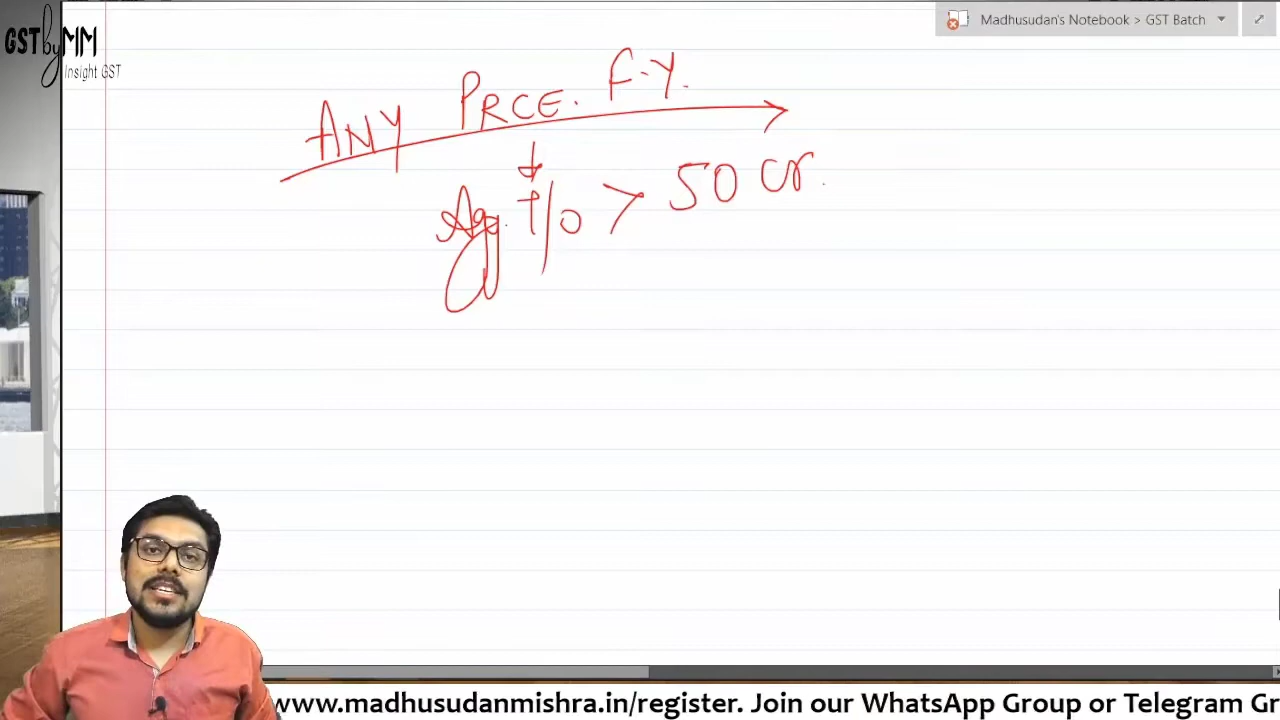 GST by MM
Insight GST
Madhusudan's Notebook > GST Batch
ANY PRCE. F.Y.
Agg. T/O > 50 Cr.
www.madhusudanmishra.in/register. Join our WhatsApp Group or Telegram Gr